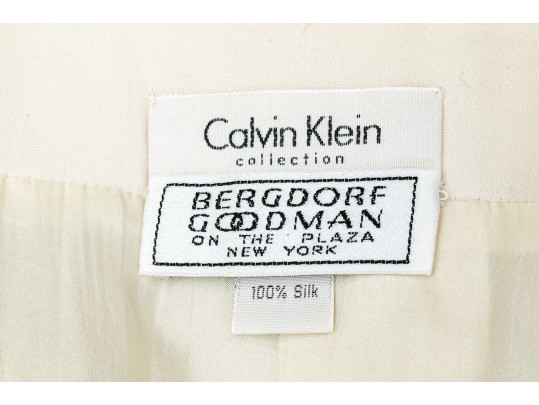 Calvin Klein
collection
BERGDORF
GOODMAN
ON THE PLAZA
NEW YORK
100% Silk